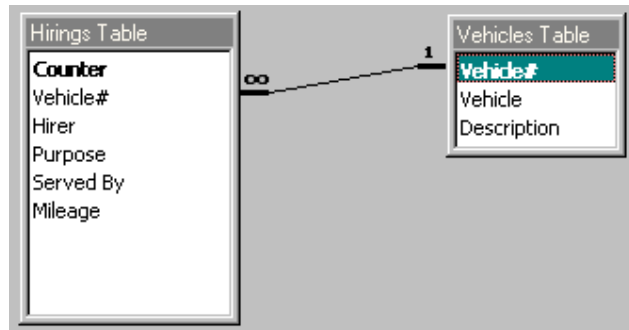 Hirings Table
Counter
Vehicle#
Hirer
Purpose
Served By
Mileage
∞
1
Vehicles Table
Vehicle#
Vehicle
Description